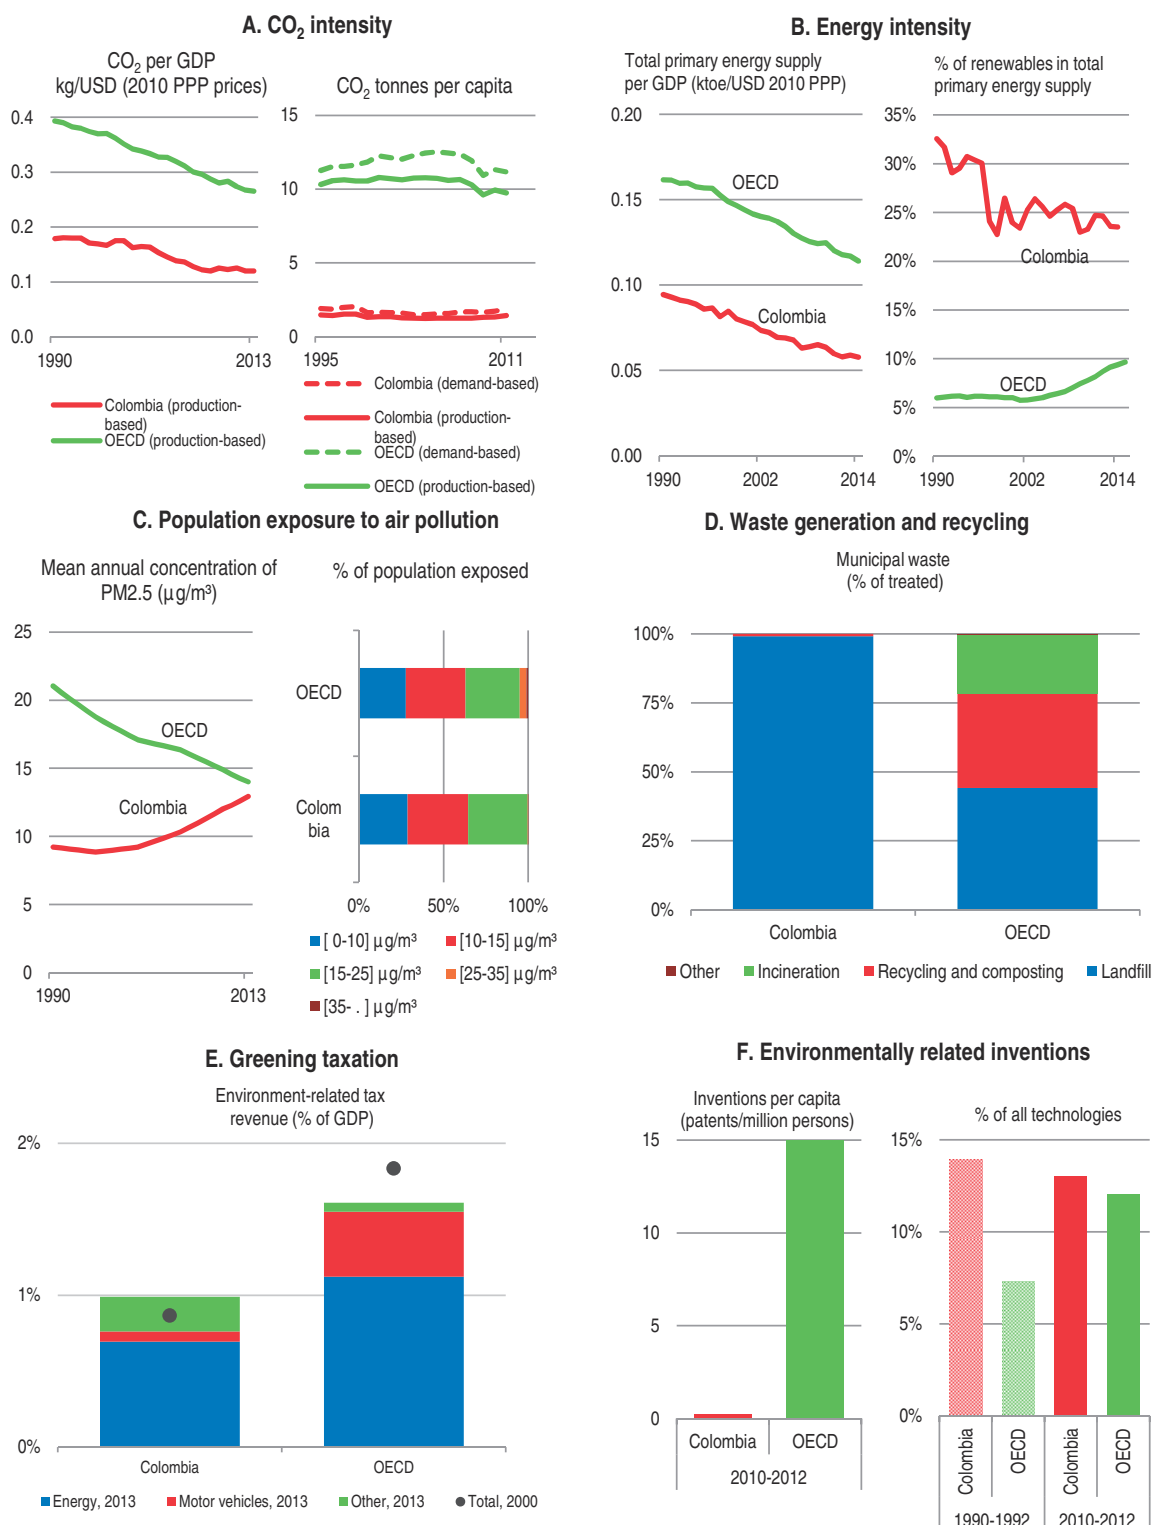 A. CO2 intensity
CO2 per GDP
kg/USD (2010 PPP prices)
0.4
0.3
0.2
0.1
0.0
1990
2013
Colombia (production-
based)
OECD (production-based)
CO2 tonnes per capita
15
10
5
0
1995
2011
Colombia (demand-based)
Colombia (production-
based)
OECD (demand-based)
OECD (production-based)
B. Energy intensity
Total primary energy supply
per GDP (ktoe/USD 2010 PPP)
0.20
0.15
0.10
0.05
0.00
OECD
Colombia
1990
2002
2014
% of renewables in total
primary energy supply
35%
30%
25%
20%
15%
10%
5%
0%
Colombia
OECD
1990
2002
2014
C. Population exposure to air pollution
Mean annual concentration of
PM2.5 (µg/m³)
25
20
15
10
5
0
OECD
Colombia
1990
2013
% of population exposed
OECD
Colom
bia
0%
50%
100%
[ 0-10] µg/m³
[10-15] µg/m³
[15-25] µg/m³
[25-35] µg/m³
[35- . ] µg/m³
D. Waste generation and recycling
Municipal waste
(% of treated)
100%
75%
50%
25%
0%
Colombia
OECD
Other
Incineration
Recycling and composting
Landfill
E. Greening taxation
Environment-related tax
revenue (% of GDP)
2%
1%
0%
Colombia
OECD
Energy, 2013
Motor vehicles, 2013
Other, 2013
Total, 2000
F. Environmentally related inventions
Inventions per capita
(patents/million persons)
15
10
5
0
Colombia
OECD
2010-2012
% of all technologies
15%
10%
5%
0%
Colombia
OECD
Colombia
OECD
1990-1992
2010-2012